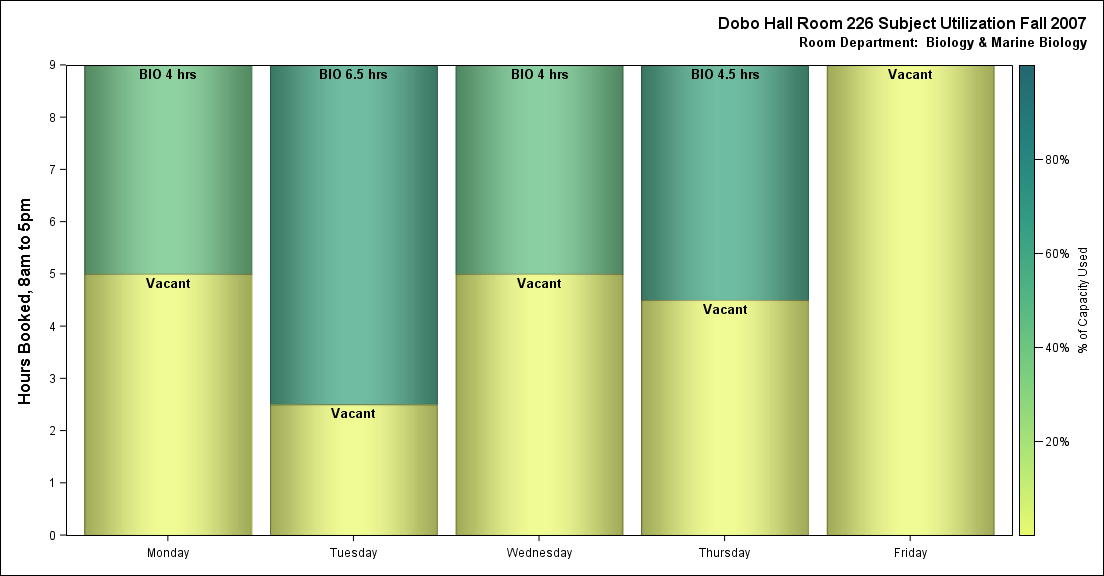 Dobo Hall Room 226 Subject Utilization Fall 2007
Room Department:  Biology & Marine Biology
Hours Booked, 8am to 5pm
9
8
7
6
5
4
3
2
1
0
BIO 4 hrs
Vacant
BIO 6.5 hrs
Vacant
BIO 4 hrs
Vacant
BIO 4.5 hrs
Vacant
Vacant
Monday
Tuesday
Wednesday
Thursday
Friday
80%
60%
40%
20%
% of Capacity Used